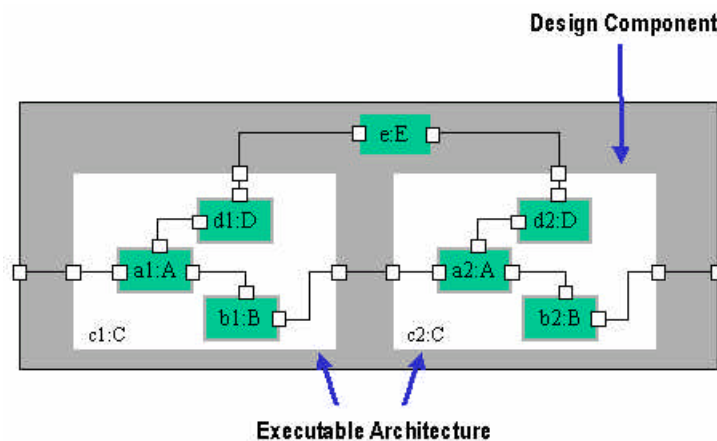 Design Component
e:E
d1:D
d2:D
a1:A
a2:A
b1:B
b2:B
c1:C
c2:C
Executable Architecture